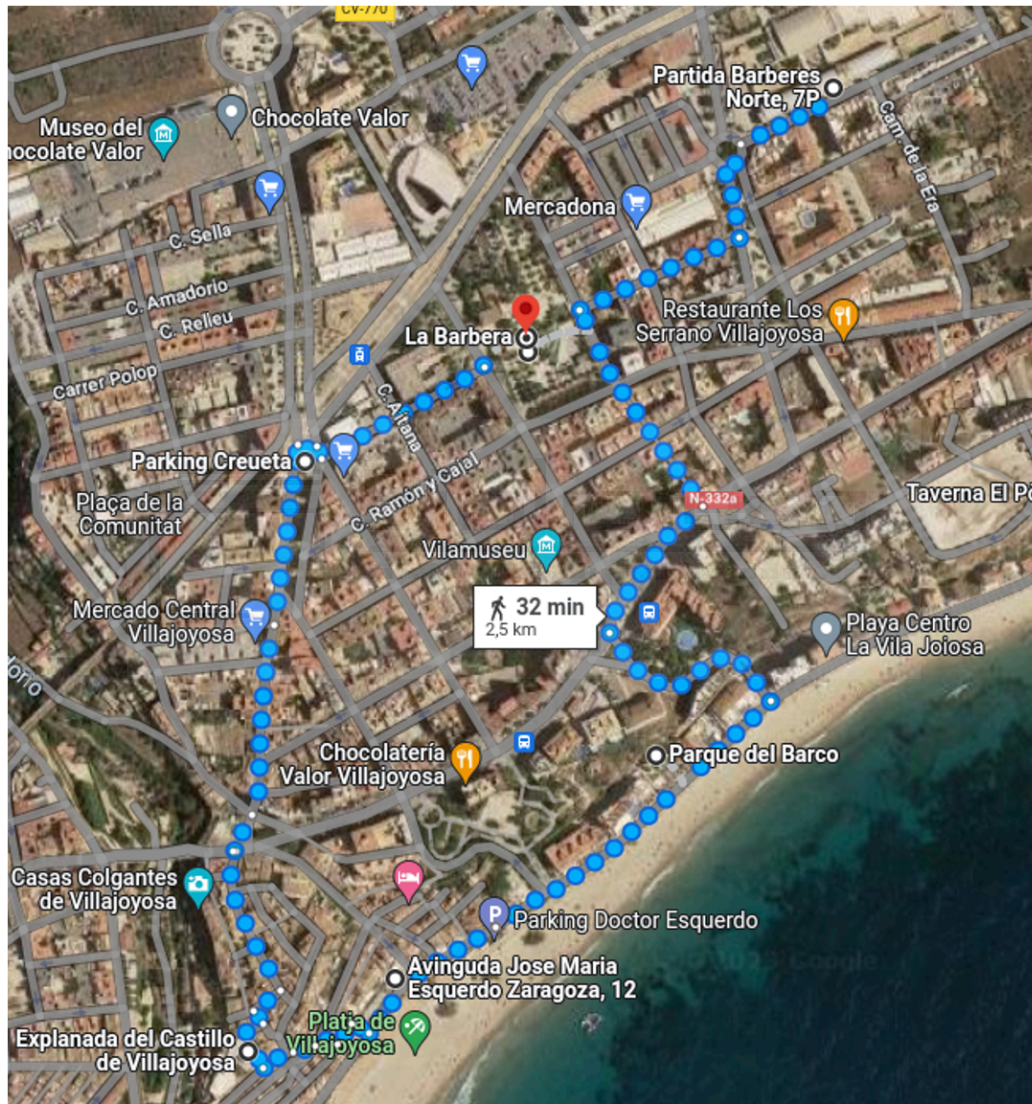 CV-770
Partida Barberes
Norte, 7P
Chocolate Valor
Museo del
hocolate Valor
Cam. de la Era
Mercadona
C. Sella
C. Amadorio
C. Relleu
Restaurante Los
Serrano Villajoyosa
La Barbera
Carrer Polop
C. Aitana
Parking Creueta
C. Ramón y Cajal
Plaça de la
Comunitat
N-332a
Taverna El Pò
Vilamuseu
32 min
2,5 km
Mercado Central
Villajoyosa
Playa Centro
La Vila Joiosa
dorio
Chocolatería
Valor Villajoyosa
Parque del Barco
Casas Colgantes
de Villajoyosa
P
Parking Doctor Esquerdo
Avinguda Jose Maria
Esquerdo Zaragoza, 12
Platja de
Villajoyosa
Explanada del Castillo
de Villajoyosa